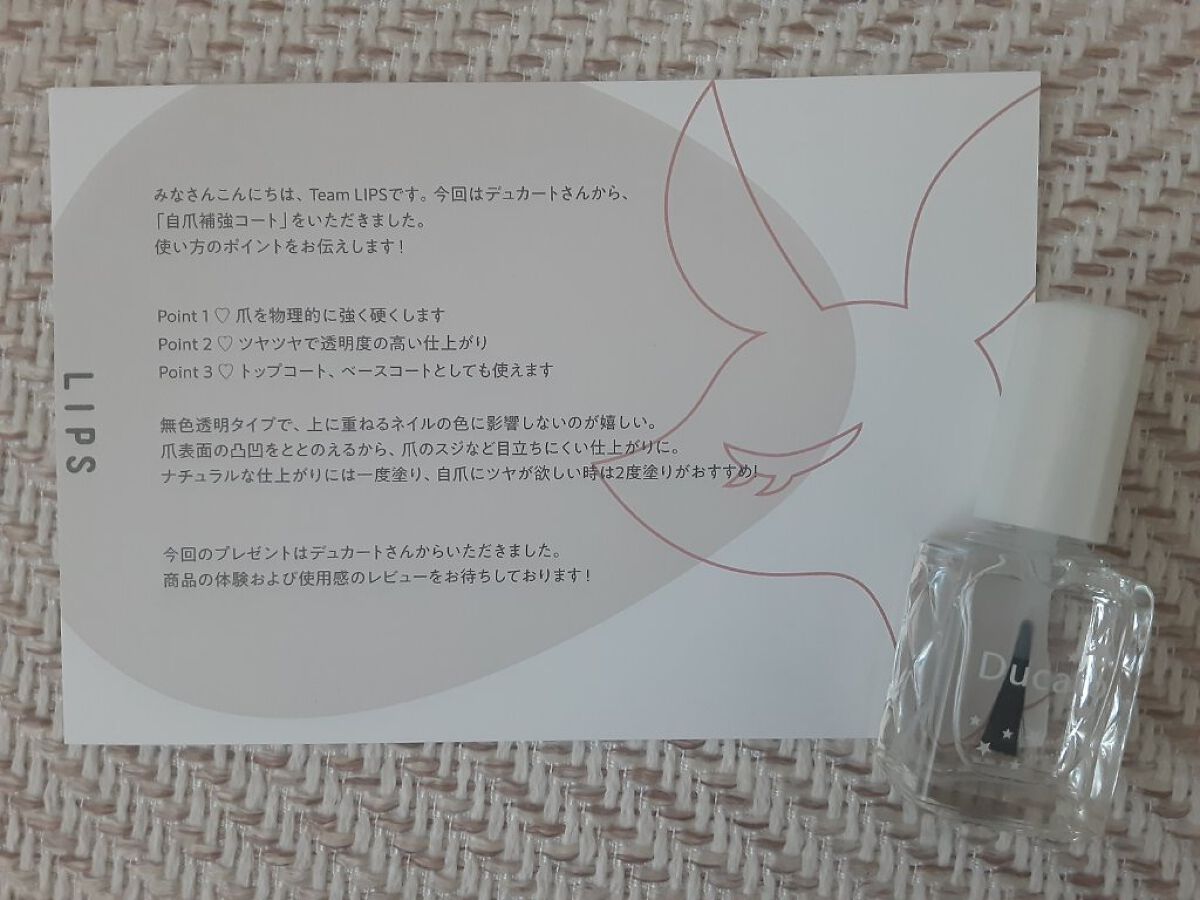 みなさんこんにちは、Team LIPSです。今回はデュカートさんから、
「自爪補強コート」をいただきました。
使い方のポイントをお伝えします！
Point 1 ♡ 爪を物理的に強く硬くします
Point 2 ♡ ツヤツヤで透明度の高い仕上がり
Point 3 ♡ トップコート、ベースコートとしても使えます
無色透明タイプで、上に重ねるネイルの色に影響しないのが嬉しい。
爪表面の凸凹をととのえるから、爪のスジなど目立ちにくい仕上がりに。
ナチュラルな仕上がりには一度塗り、自爪にツヤが欲しい時は2度塗りがおすすめ！
今回のプレゼントはデュカートさんからいただきました。
商品の体験および使用感のレビューをお待ちしております！
LIPS
Ducato